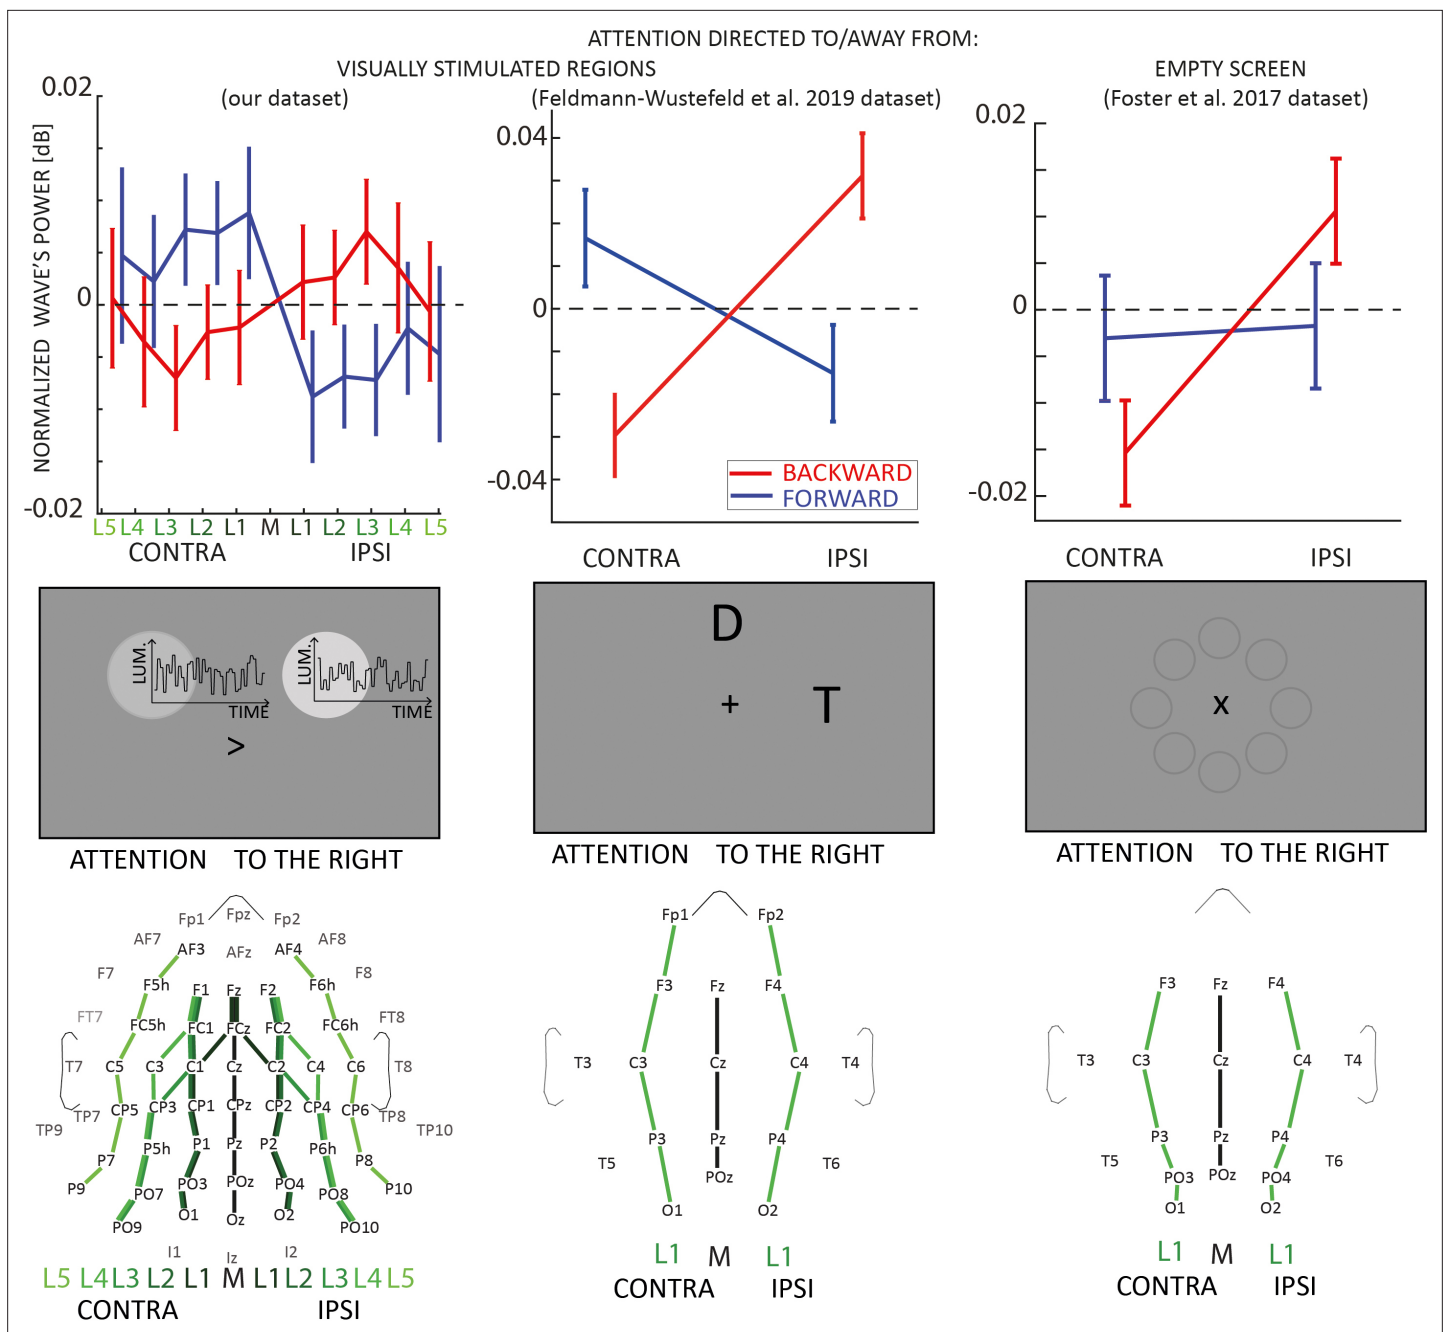 ATTENTION DIRECTED TO/AWAY FROM:
VISUALLY STIMULATED REGIONS
EMPTY SCREEN
(our dataset)
(Feldmann-Wustefeld et al. 2019 dataset)
(Foster et al. 2017 dataset)
NORMALIZED WAVE'S POWER [dB]
0.02
0
-0.02
L5 L4 L3 L2 L1 M L1 L2 L3 L4 L5
CONTRA IPSI
0.04
0
-0.04
BACKWARD
FORWARD
CONTRA IPSI
0.02
0
-0.02
CONTRA IPSI
LUM.
TIME
LUM.
TIME
>
ATTENTION TO THE RIGHT
D
+ T
ATTENTION TO THE RIGHT
x
ATTENTION TO THE RIGHT
Fp1 Fpz Fp2
AF7 AF3 AFz AF4 AF8
F7 F5h F1 Fz F2 F6h F8
FT7 FC5h FC1 FCz FC2 FC6h FT8
T7 C5 C3 C1 Cz C2 C4 C6 T8
TP9 TP7 CP5 CP3 CP1 CPz CP2 CP4 CP6 TP8 TP10
P9 P7 P5h P1 Pz P2 P6h P8 P10
PO9 PO7 PO3 POz PO4 PO8 PO10
O1 Oz O2
I1 Iz I2
L5 L4 L3 L2 L1 M L1 L2 L3 L4 L5
CONTRA IPSI
Fp1 Fp2
F3 Fz F4
T3 C3 Cz C4 T4
P3 Pz P4
T5 POz T6
O1 O2
L1 M L1
CONTRA IPSI
F3 Fz F4
T3 C3 Cz C4 T4
P3 Pz P4
T5 PO3 POz PO4 T6
O1 O2
L1 M L1
CONTRA IPSI